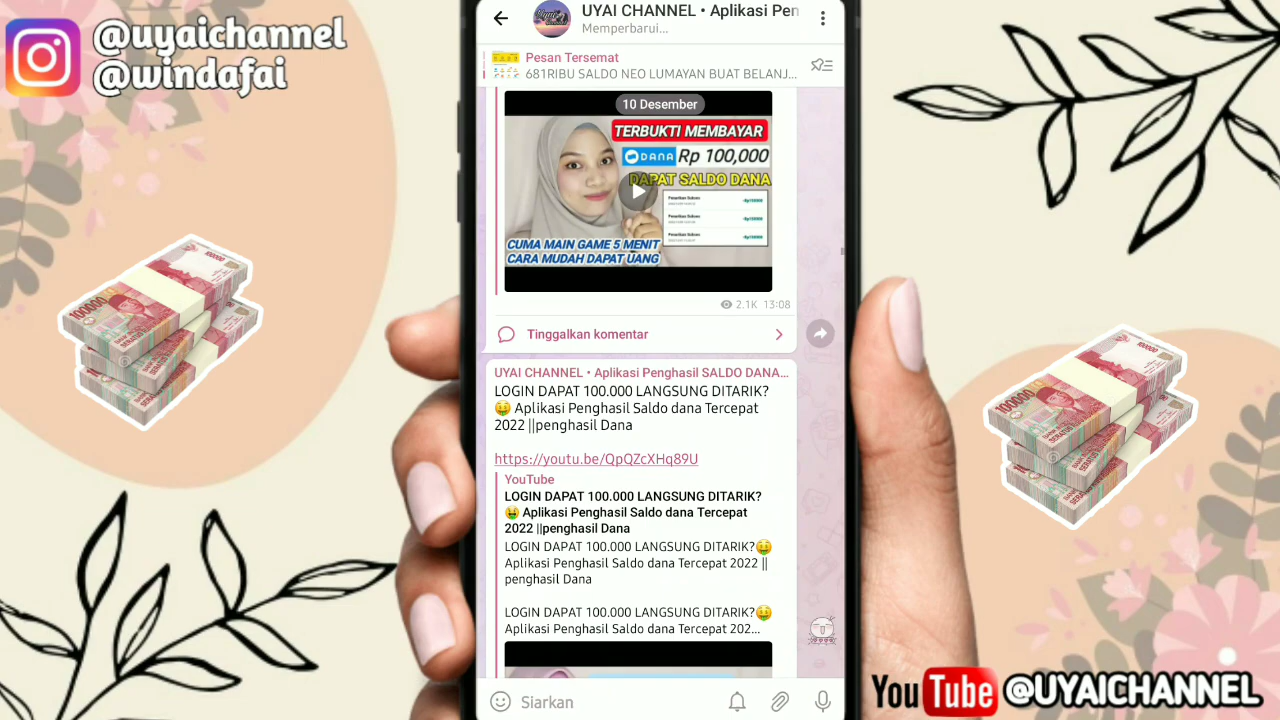 @uyaichannel
@windafai
UYAI CHANNEL • Aplikasi Pen
Memperbarui...
Pesan Tersemat
681RIBU SALDO NEO LUMAYAN BUAT BELANJ...
10 Desember
TERBUKTI MEMBAYAR
DANA Rp 100,000
DAPAT SALDO DANA
CUMA MAIN GAME 5 MENIT
CARA MUDAH DAPAT UANG
2.1K 13:08
Tinggalkan komentar
UYAI CHANNEL • Aplikasi Penghasil SALDO DANA...
LOGIN DAPAT 100.000 LANGSUNG DITARIK?
🤑 Aplikasi Penghasil Saldo dana Tercepat
2022 ||penghasil Dana
https://youtu.be/QpQZcXHq89U
YouTube
LOGIN DAPAT 100.000 LANGSUNG DITARIK?
🤑 Aplikasi Penghasil Saldo dana Tercepat
2022 ||penghasil Dana
LOGIN DAPAT 100.000 LANGSUNG DITARIK?🤑
Aplikasi Penghasil Saldo dana Tercepat 2022 ||
penghasil Dana
LOGIN DAPAT 100.000 LANGSUNG DITARIK?🤑
Aplikasi Penghasil Saldo dana Tercepat 202...
Siarkan
100000
100000
YouTube @UYAICHANNEL